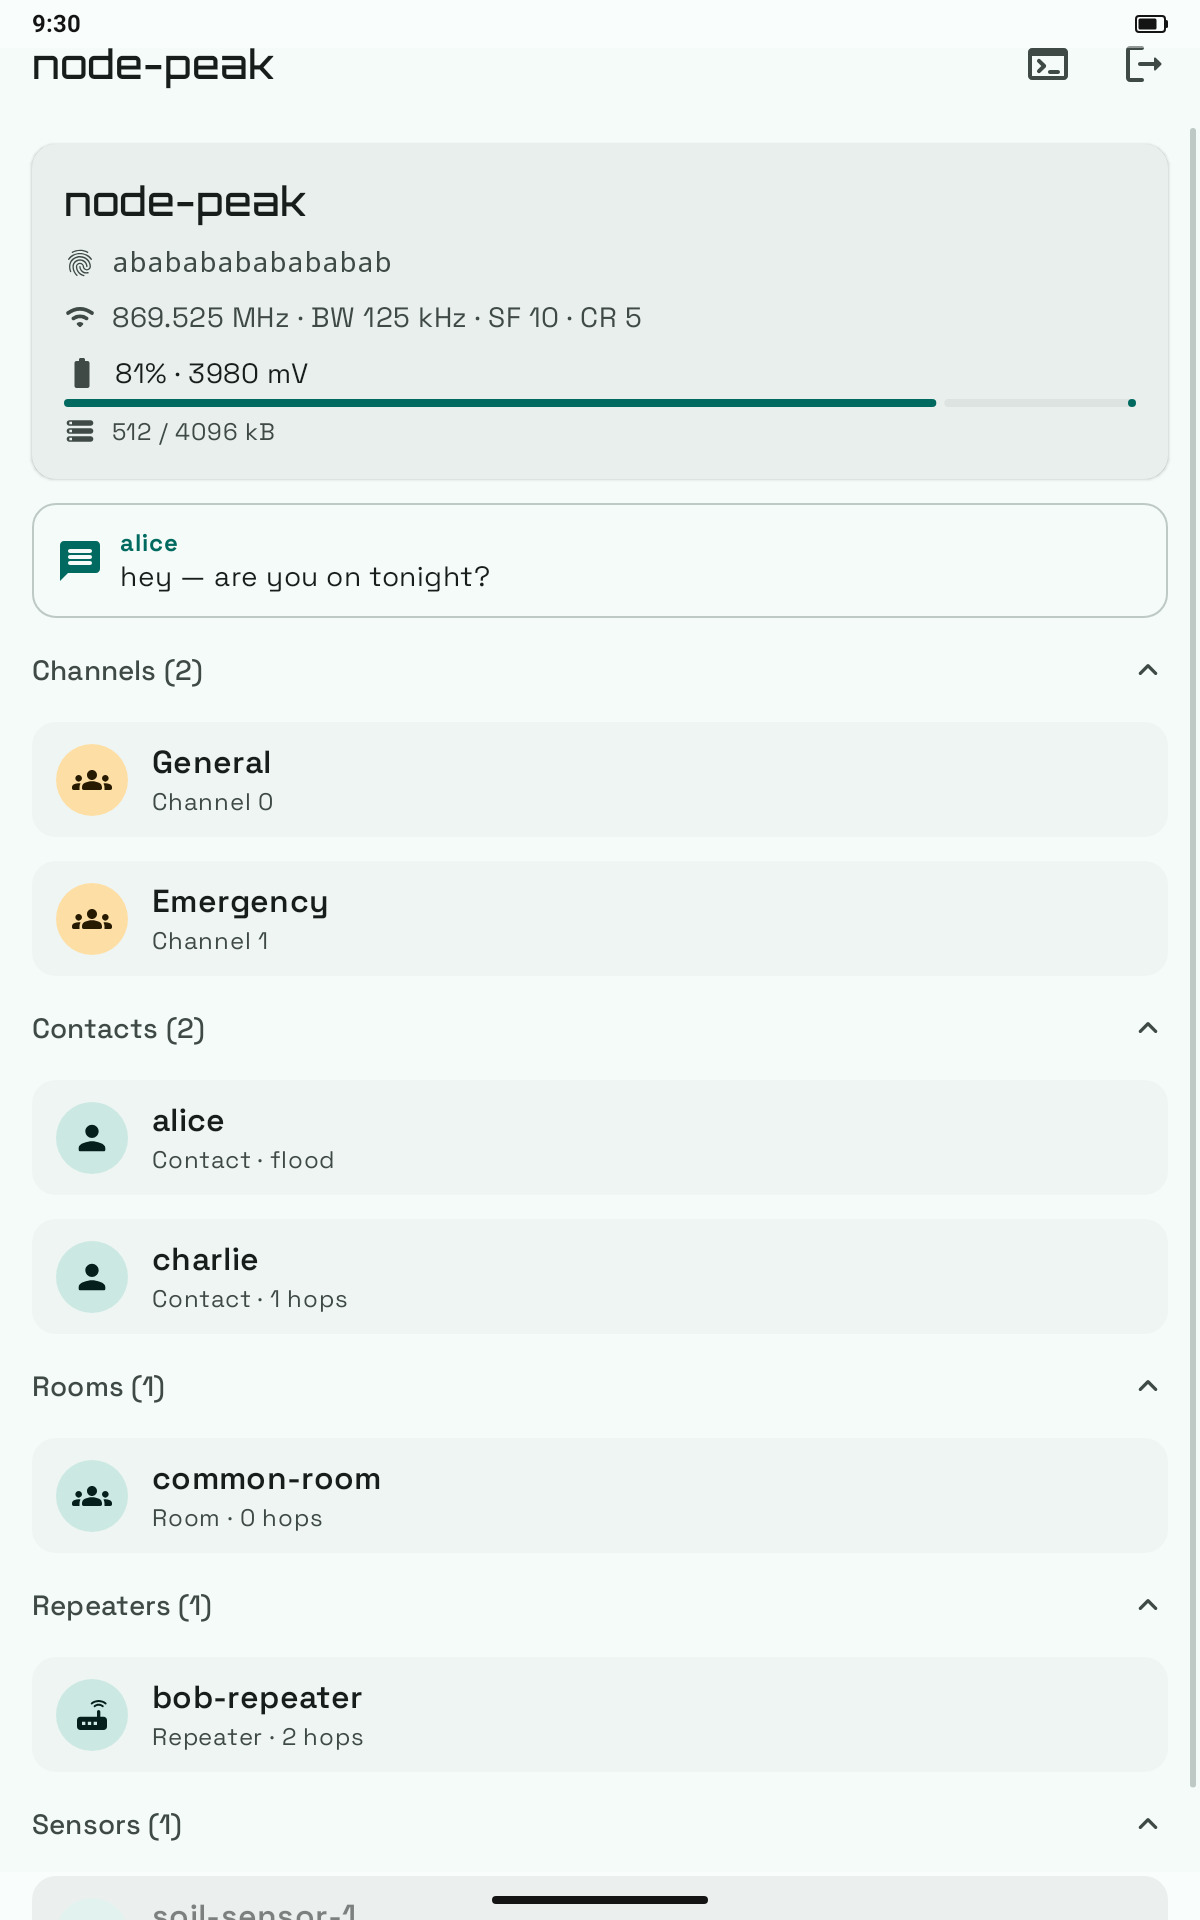 9:30
node-peak
node-peak
abababababababab
869.525 MHz · BW 125 kHz · SF 10 · CR 5
81% · 3980 mV
512 / 4096 kB
alice
hey — are you on tonight?
Channels (2)
General
Channel 0
Emergency
Channel 1
Contacts (2)
alice
Contact · flood
charlie
Contact · 1 hops
Rooms (1)
common-room
Room · 0 hops
Repeaters (1)
bob-repeater
Repeater · 2 hops
Sensors (1)
soil-sensor-1